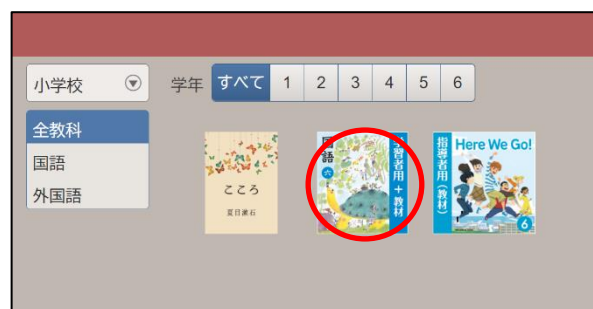 小学校
学年 すべて 1 2 3 4 5 6
全教科
国語
外国語
こころ
夏目漱石
国語
六
学習者用+教材
指導者用(教材)
Here We Go!
6